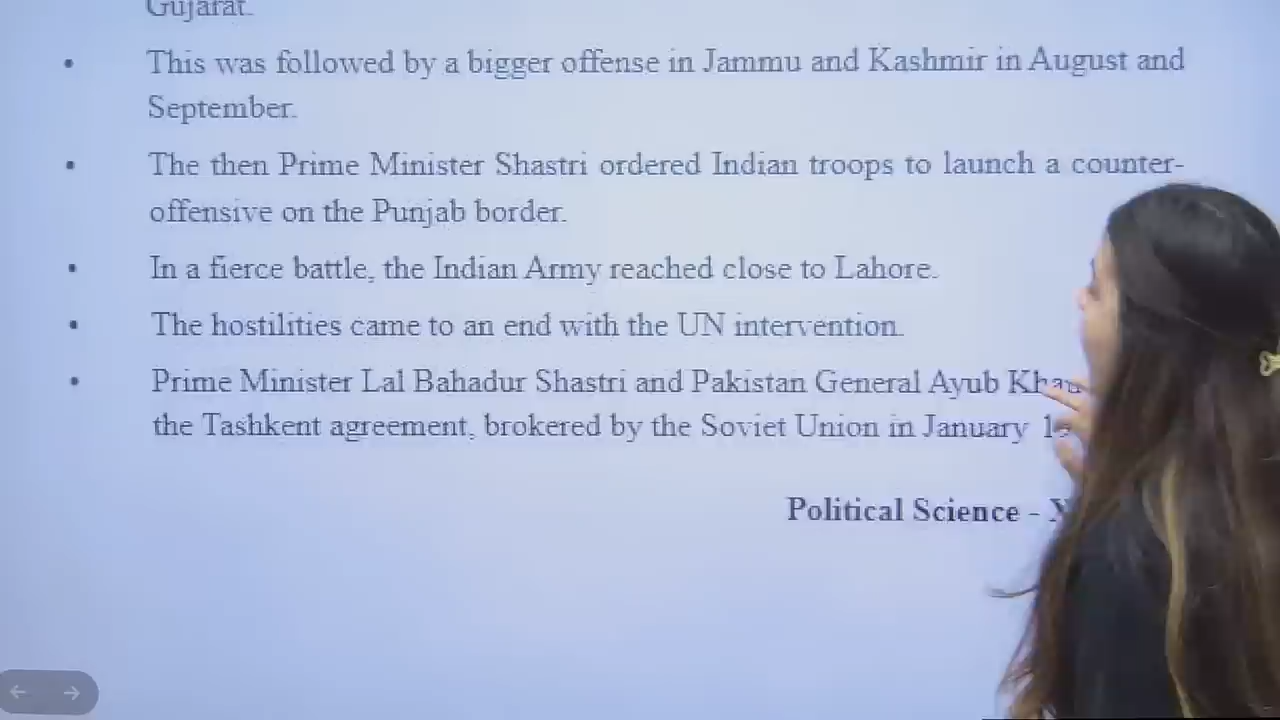 Gujarat.
• This was followed by a bigger offense in Jammu and Kashmir in August and
September.
• The then Prime Minister Shastri ordered Indian troops to launch a counter-
offensive on the Punjab border.
• In a fierce battle, the Indian Army reached close to Lahore.
• The hostilities came to an end with the UN intervention.
• Prime Minister Lal Bahadur Shastri and Pakistan General Ayub Khan
the Tashkent agreement, brokered by the Soviet Union in January
Political Science -